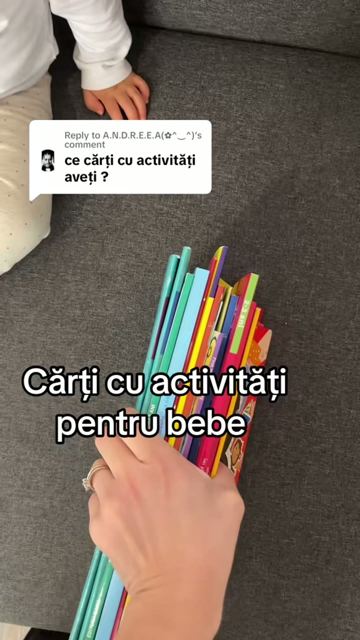 Reply to A.N.D.R.E.E.A(✿^‿^)'s
comment
ce cărți cu activități
aveți ?
Cărți cu activități
pentru bebe